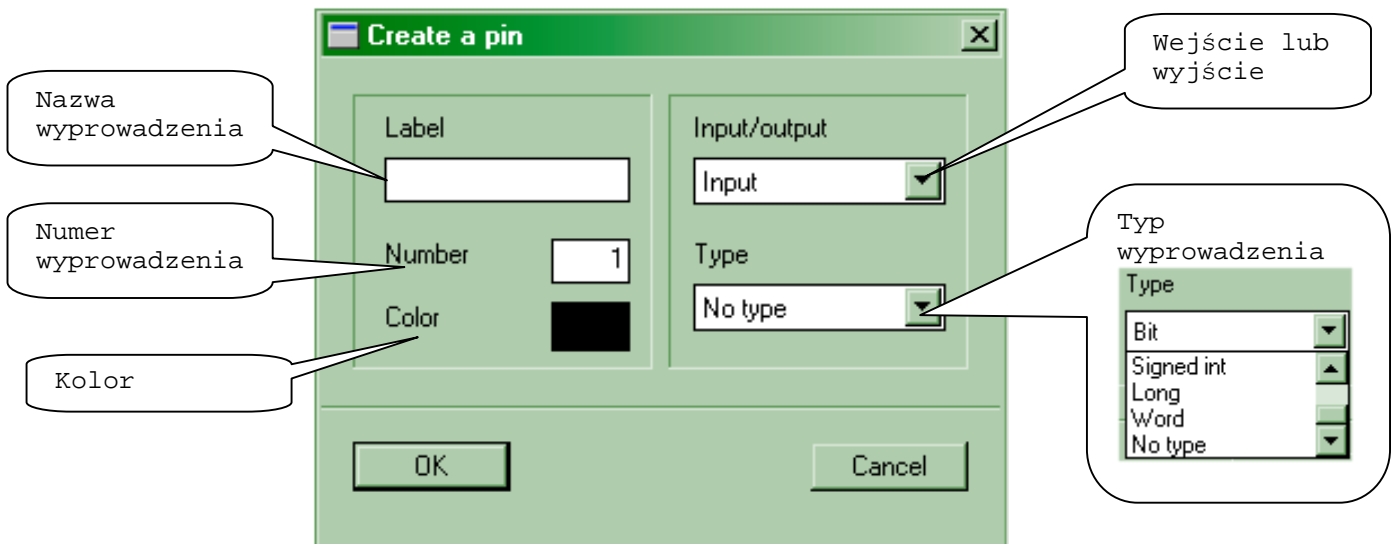 Create a pin
Wejście lub
wyjście
Nazwa
wyprowadzenia
Label
Input/output
Input
Numer
wyprowadzenia
Number
1
Type
No type
Color
Kolor
Typ
wyprowadzenia
Type
Bit
Signed int
Long
Word
No type
OK
Cancel